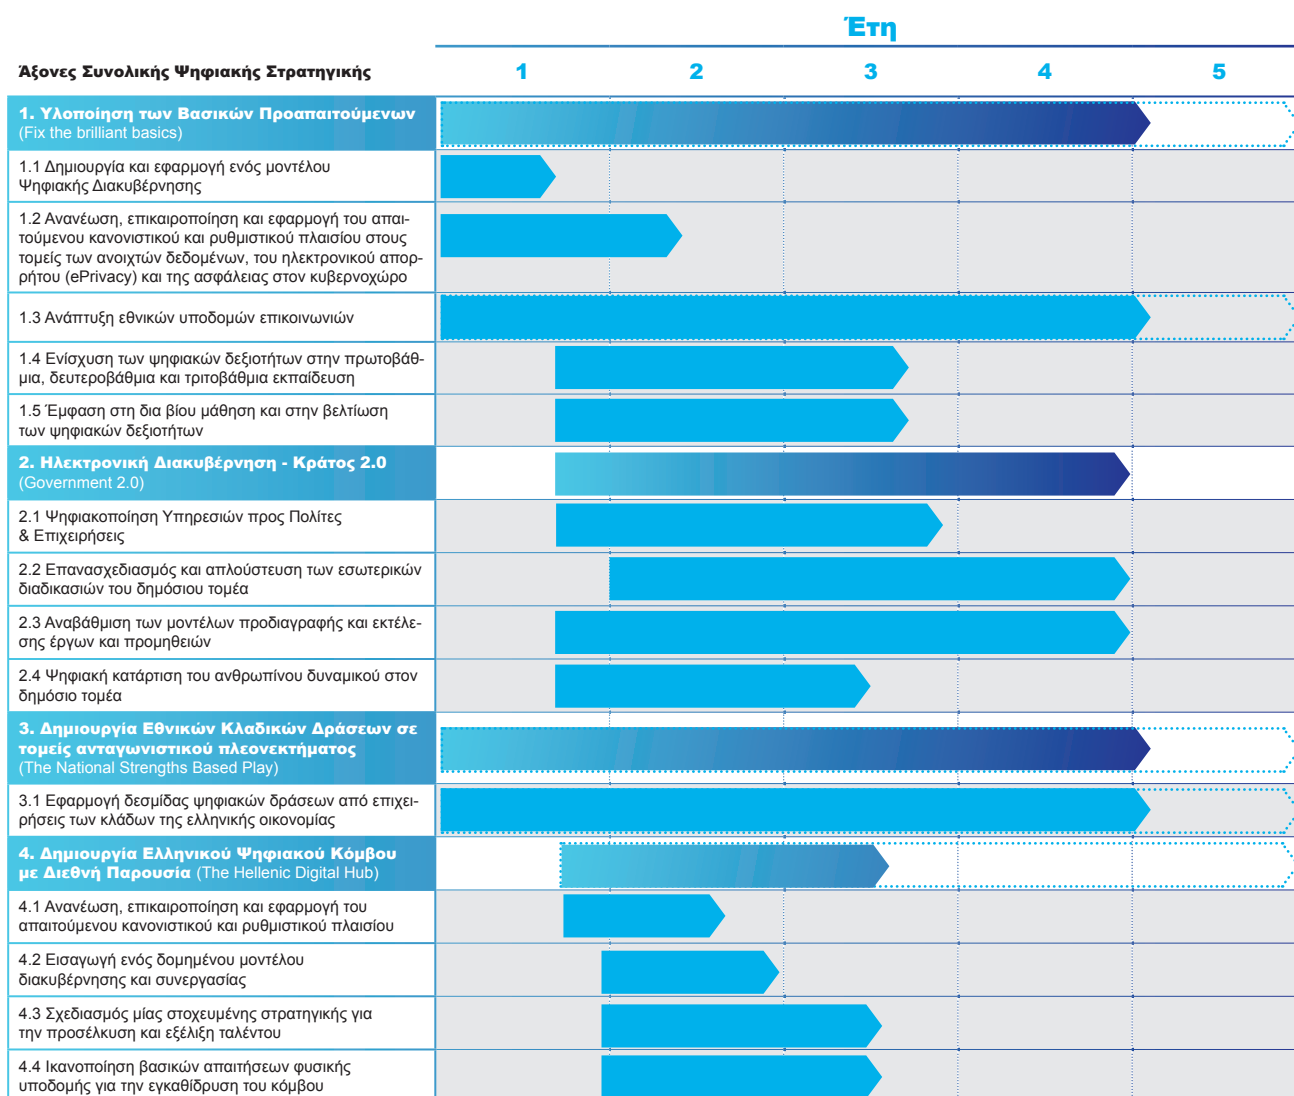 Έτη
Άξονες Συνολικής Ψηφιακής Στρατηγικής
1 2 3 4 5
1. Υλοποίηση των Βασικών Προαπαιτούμενων
(Fix the brilliant basics)
1.1 Δημιουργία και εφαρμογή ενός μοντέλου
Ψηφιακής Διακυβέρνησης
1.2 Ανανέωση, επικαιροποίηση και εφαρμογή του απαι-
τούμενου κανονιστικού και ρυθμιστικού πλαισίου στους
τομείς των ανοιχτών δεδομένων, του ηλεκτρονικού απορ-
ρήτου (ePrivacy) και της ασφάλειας στον κυβερνοχώρο
1.3 Ανάπτυξη εθνικών υποδομών επικοινωνιών
1.4 Ενίσχυση των ψηφιακών δεξιοτήτων στην πρωτοβάθ-
μια, δευτεροβάθμια και τριτοβάθμια εκπαίδευση
1.5 Έμφαση στη δια βίου μάθηση και στην βελτίωση
των ψηφιακών δεξιοτήτων
2. Ηλεκτρονική Διακυβέρνηση - Κράτος 2.0
(Government 2.0)
2.1 Ψηφιακοποίηση Υπηρεσιών προς Πολίτες
& Επιχειρήσεις
2.2 Επανασχεδιασμός και απλούστευση των εσωτερικών
διαδικασιών του δημόσιου τομέα
2.3 Αναβάθμιση των μοντέλων προδιαγραφής και εκτέλε-
σης έργων και προμηθειών
2.4 Ψηφιακή κατάρτιση του ανθρωπίνου δυναμικού στον
δημόσιο τομέα
3. Δημιουργία Εθνικών Κλαδικών Δράσεων σε
τομείς ανταγωνιστικού πλεονεκτήματος
(The National Strengths Based Play)
3.1 Εφαρμογή δεσμίδας ψηφιακών δράσεων από επιχει-
ρήσεις των κλάδων της ελληνικής οικονομίας
4. Δημιουργία Ελληνικού Ψηφιακού Κόμβου
με Διεθνή Παρουσία (The Hellenic Digital Hub)
4.1 Ανανέωση, επικαιροποίηση και εφαρμογή του
απαιτούμενου κανονιστικού και ρυθμιστικού πλαισίου
4.2 Εισαγωγή ενός δομημένου μοντέλου
διακυβέρνησης και συνεργασίας
4.3 Σχεδιασμός μίας στοχευμένης στρατηγικής για
την προσέλκυση και εξέλιξη ταλέντου
4.4 Ικανοποίηση βασικών απαιτήσεων φυσικής
υποδομής για την εγκαθίδρυση του κόμβου